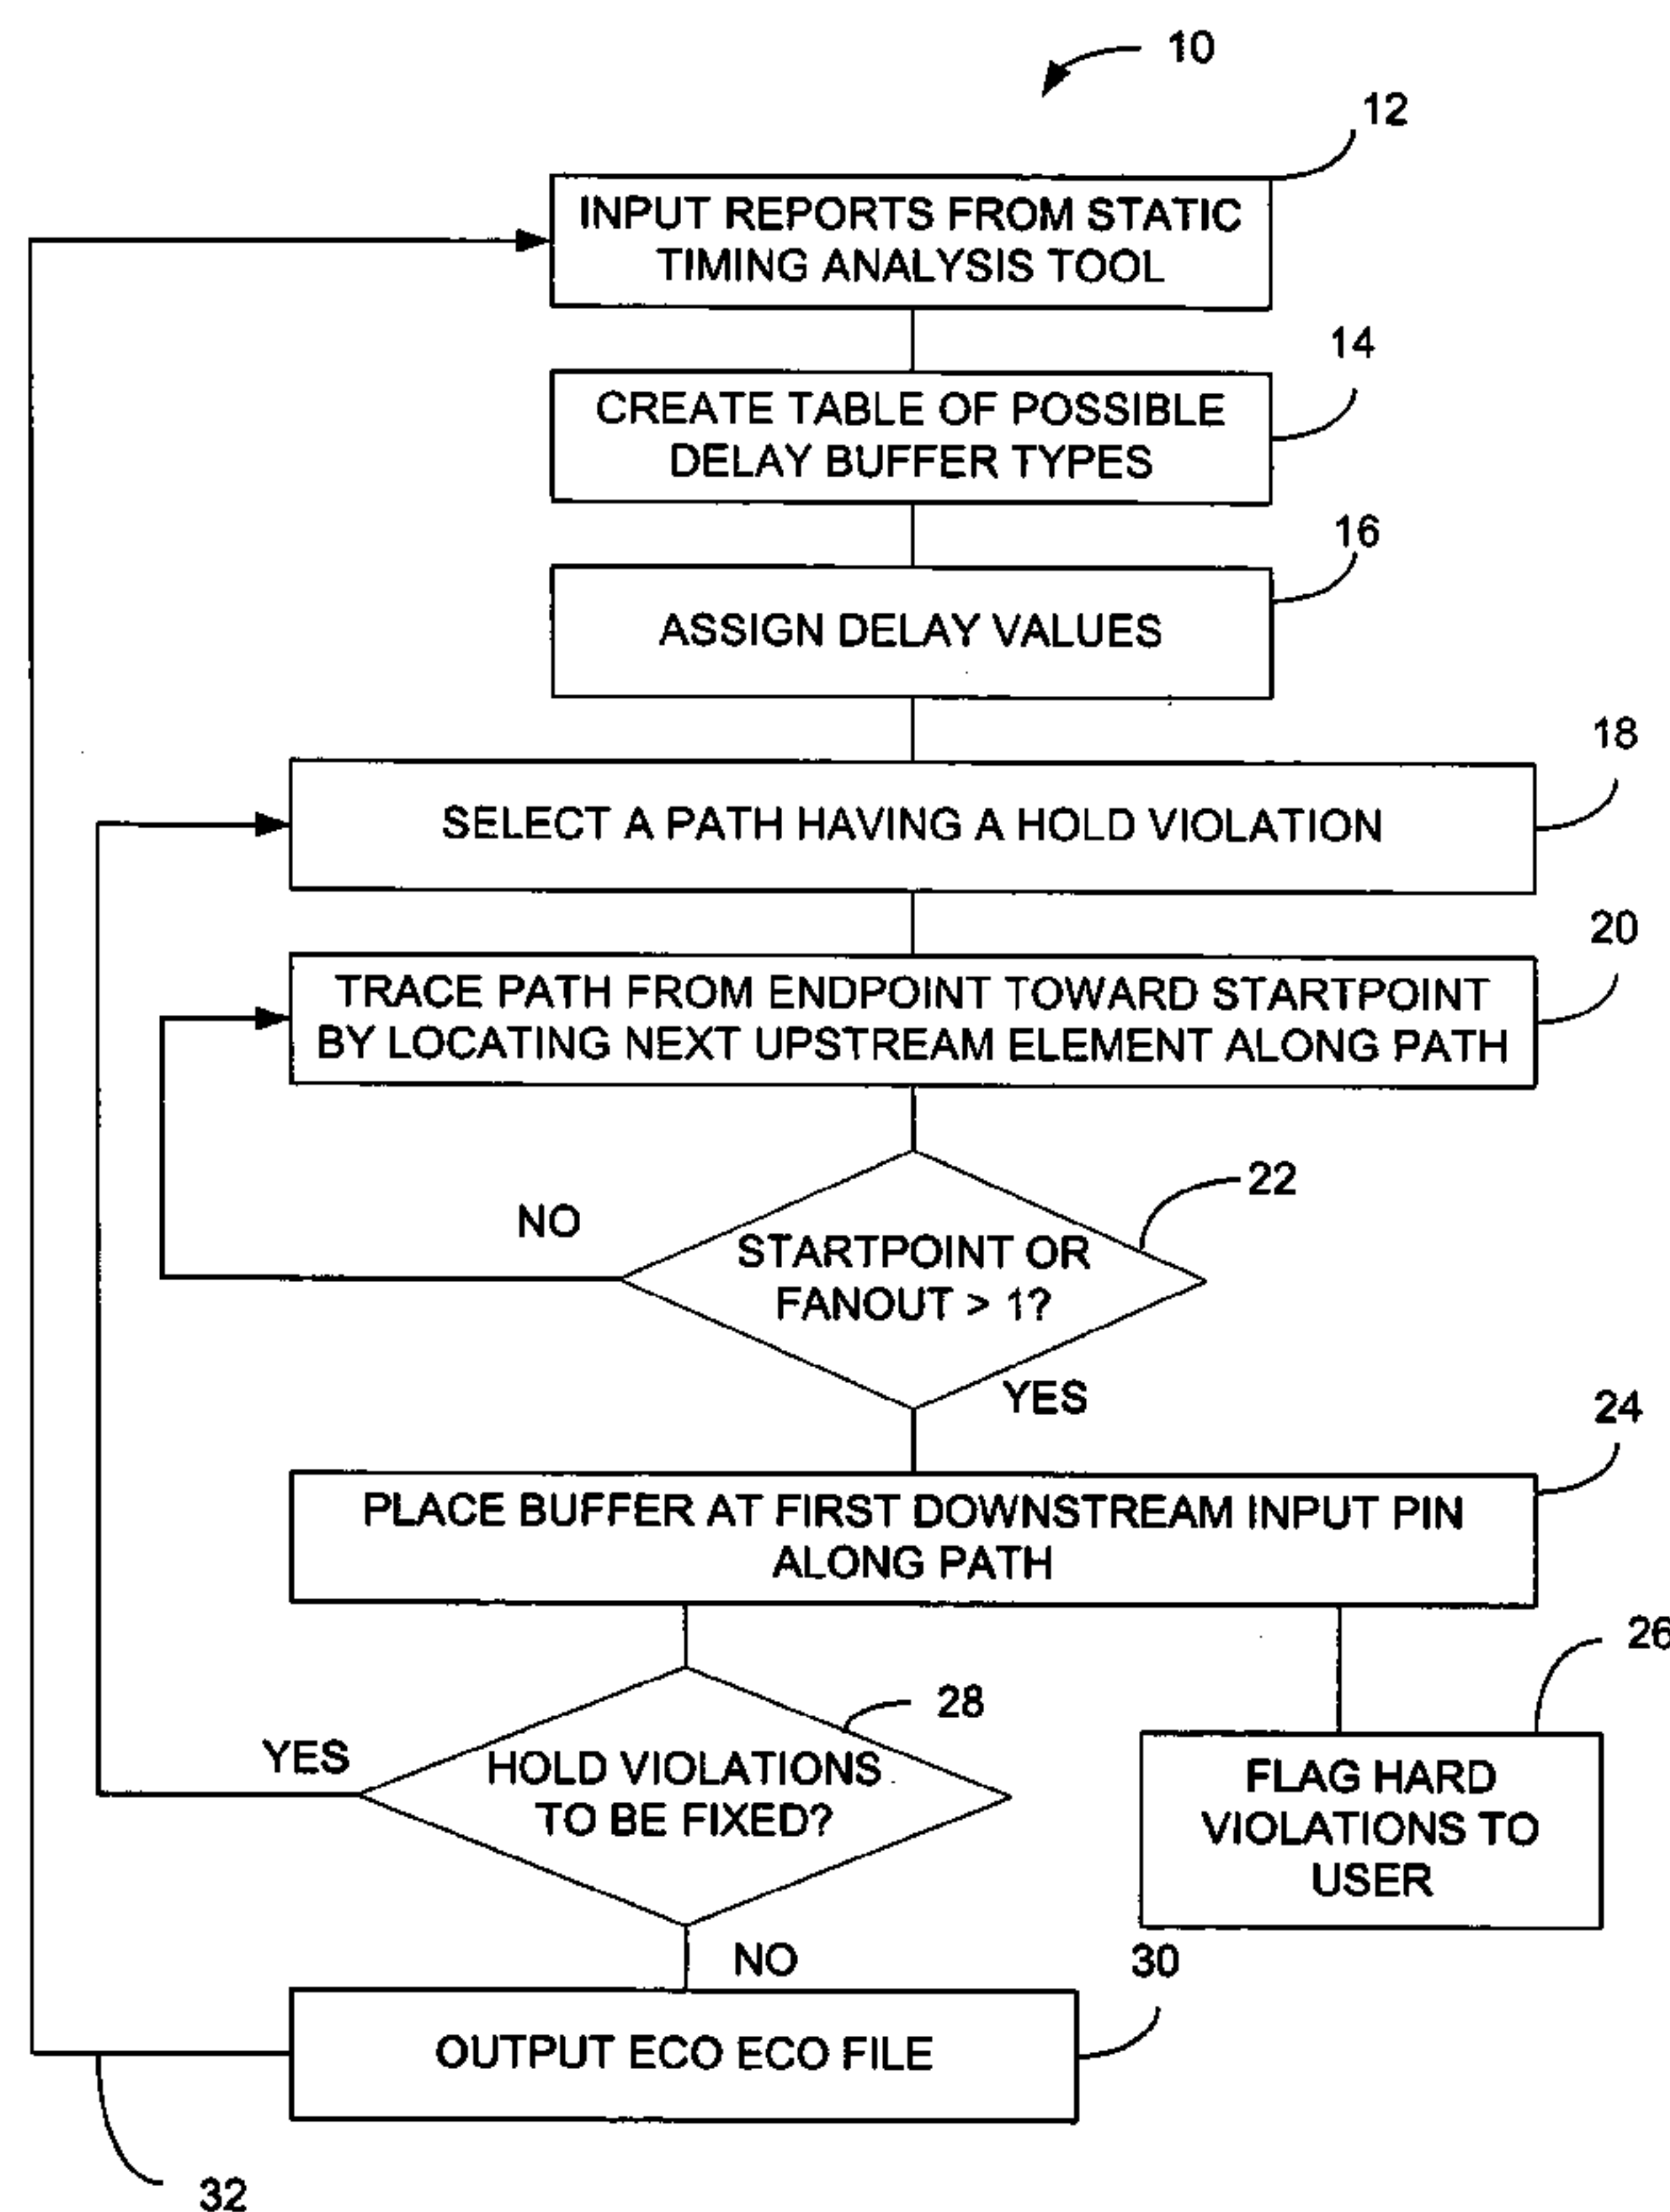 10
12
INPUT REPORTS FROM STATIC
TIMING ANALYSIS TOOL
14
CREATE TABLE OF POSSIBLE
DELAY BUFFER TYPES
16
ASSIGN DELAY VALUES
18
SELECT A PATH HAVING A HOLD VIOLATION
20
TRACE PATH FROM ENDPOINT TOWARD STARTPOINT
BY LOCATING NEXT UPSTREAM ELEMENT ALONG PATH
22
NO
STARTPOINT OR
FANOUT > 1?
YES
24
PLACE BUFFER AT FIRST DOWNSTREAM INPUT PIN
ALONG PATH
26
28
YES
HOLD VIOLATIONS
TO BE FIXED?
FLAG HARD
VIOLATIONS TO
USER
NO
30
OUTPUT ECO ECO FILE
32